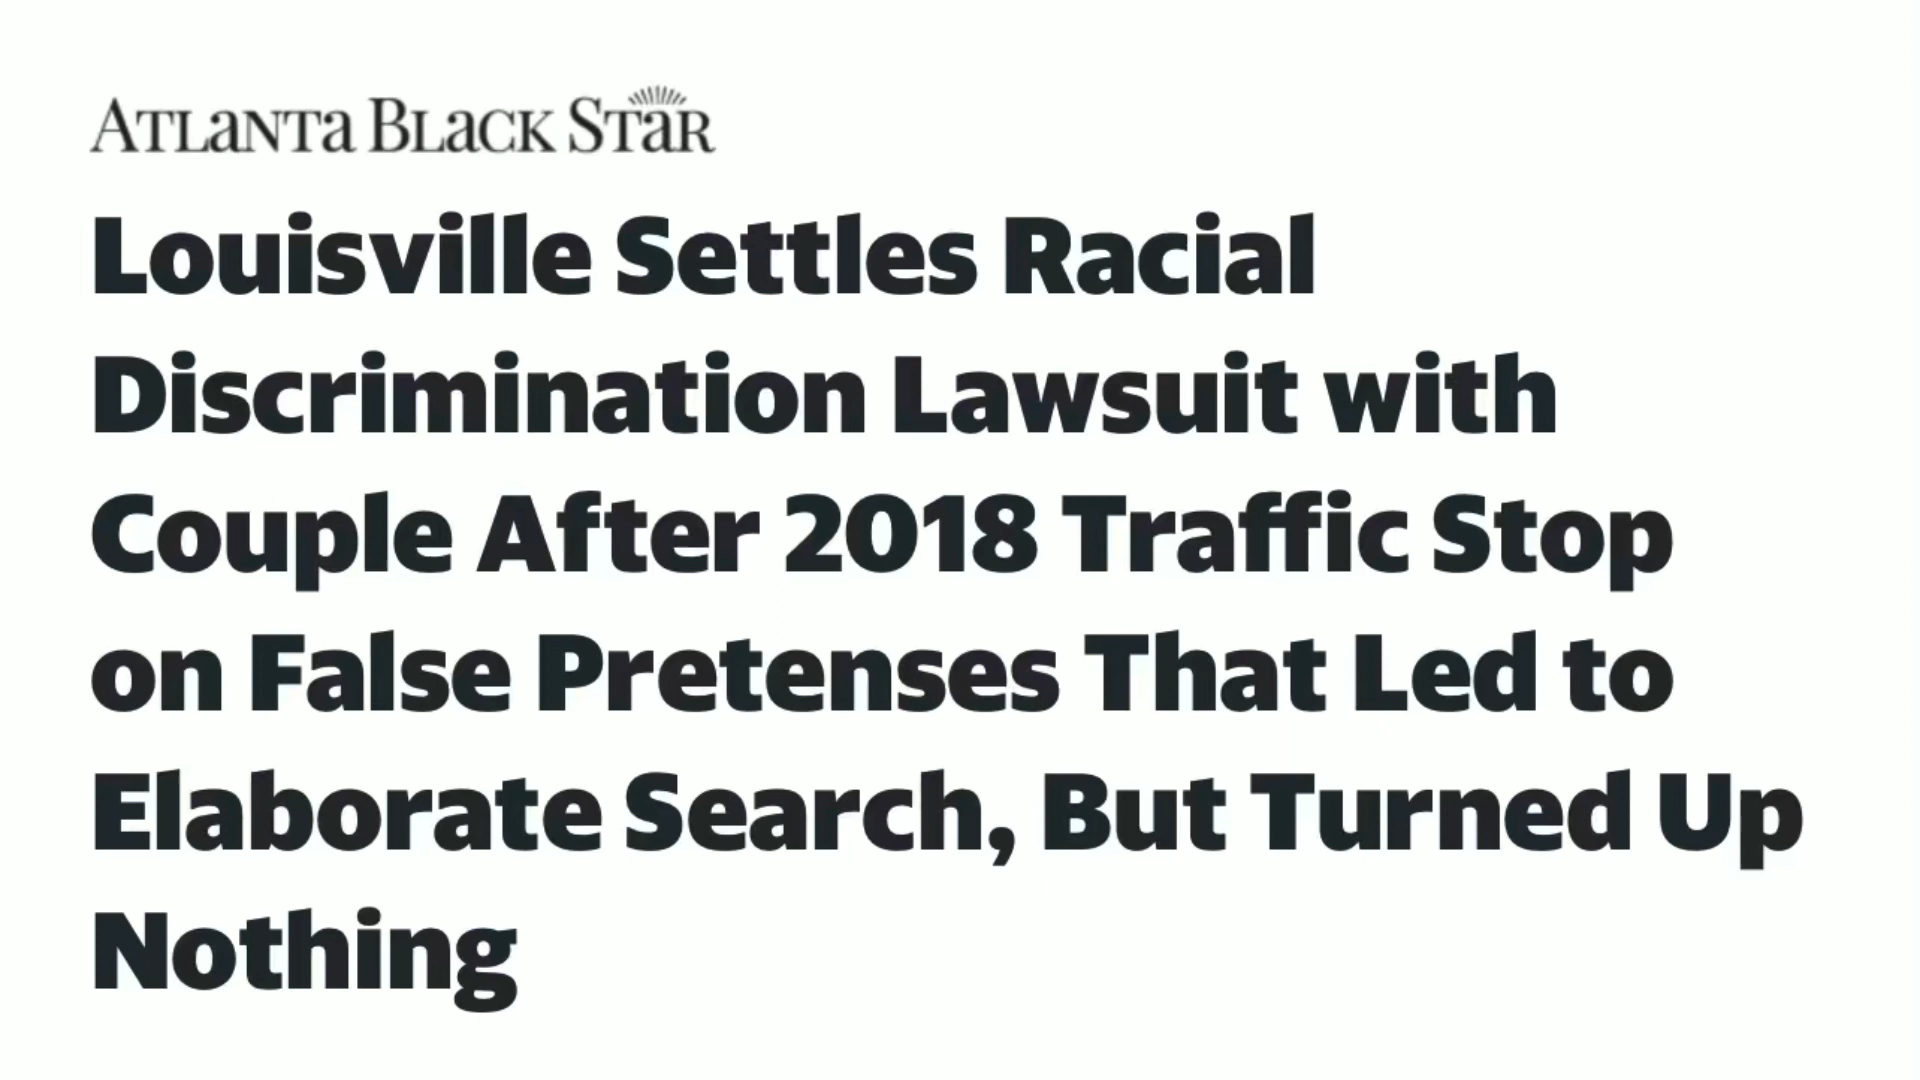 Atlanta Black Star
Louisville Settles Racial
Discrimination Lawsuit with
Couple After 2018 Traffic Stop
on False Pretenses That Led to
Elaborate Search, But Turned Up
Nothing